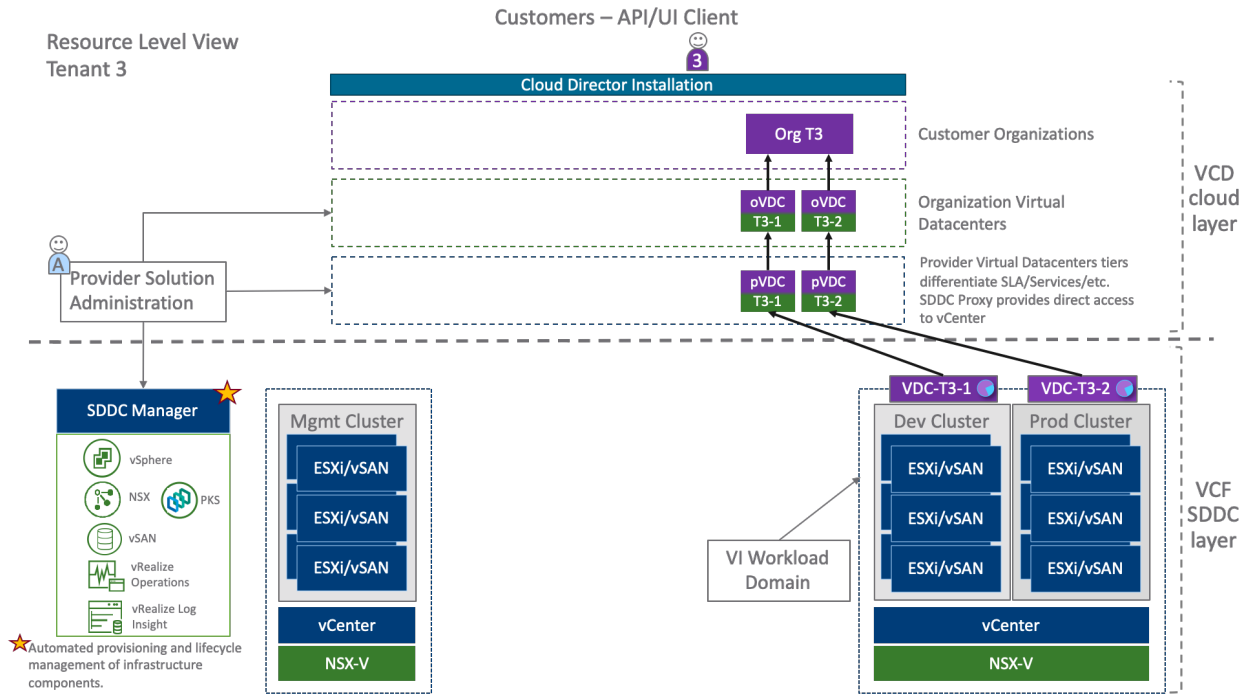 Customers – API/UI Client
Resource Level View
Tenant 3
3
Cloud Director Installation
Org T3
Customer Organizations
VCD
cloud
layer
oVDC
T3-1
oVDC
T3-2
Organization Virtual
Datacenters
A
Provider Solution
Administration
pVDC
T3-1
pVDC
T3-2
Provider Virtual Datacenters tiers
differentiate SLA/Services/etc.
SDDC Proxy provides direct access
to vCenter
SDDC Manager
vSphere
NSX
PKS
vSAN
vRealize
Operations
vRealize Log
Insight
Automated provisioning and lifecycle
management of infrastructure
components.
Mgmt Cluster
ESXi/vSAN
ESXi/vSAN
ESXi/vSAN
vCenter
NSX-V
VI Workload
Domain
VDC-T3-1
VDC-T3-2
Dev Cluster
ESXi/vSAN
ESXi/vSAN
ESXi/vSAN
Prod Cluster
ESXi/vSAN
ESXi/vSAN
ESXi/vSAN
vCenter
NSX-V
VCF
SDDC
layer